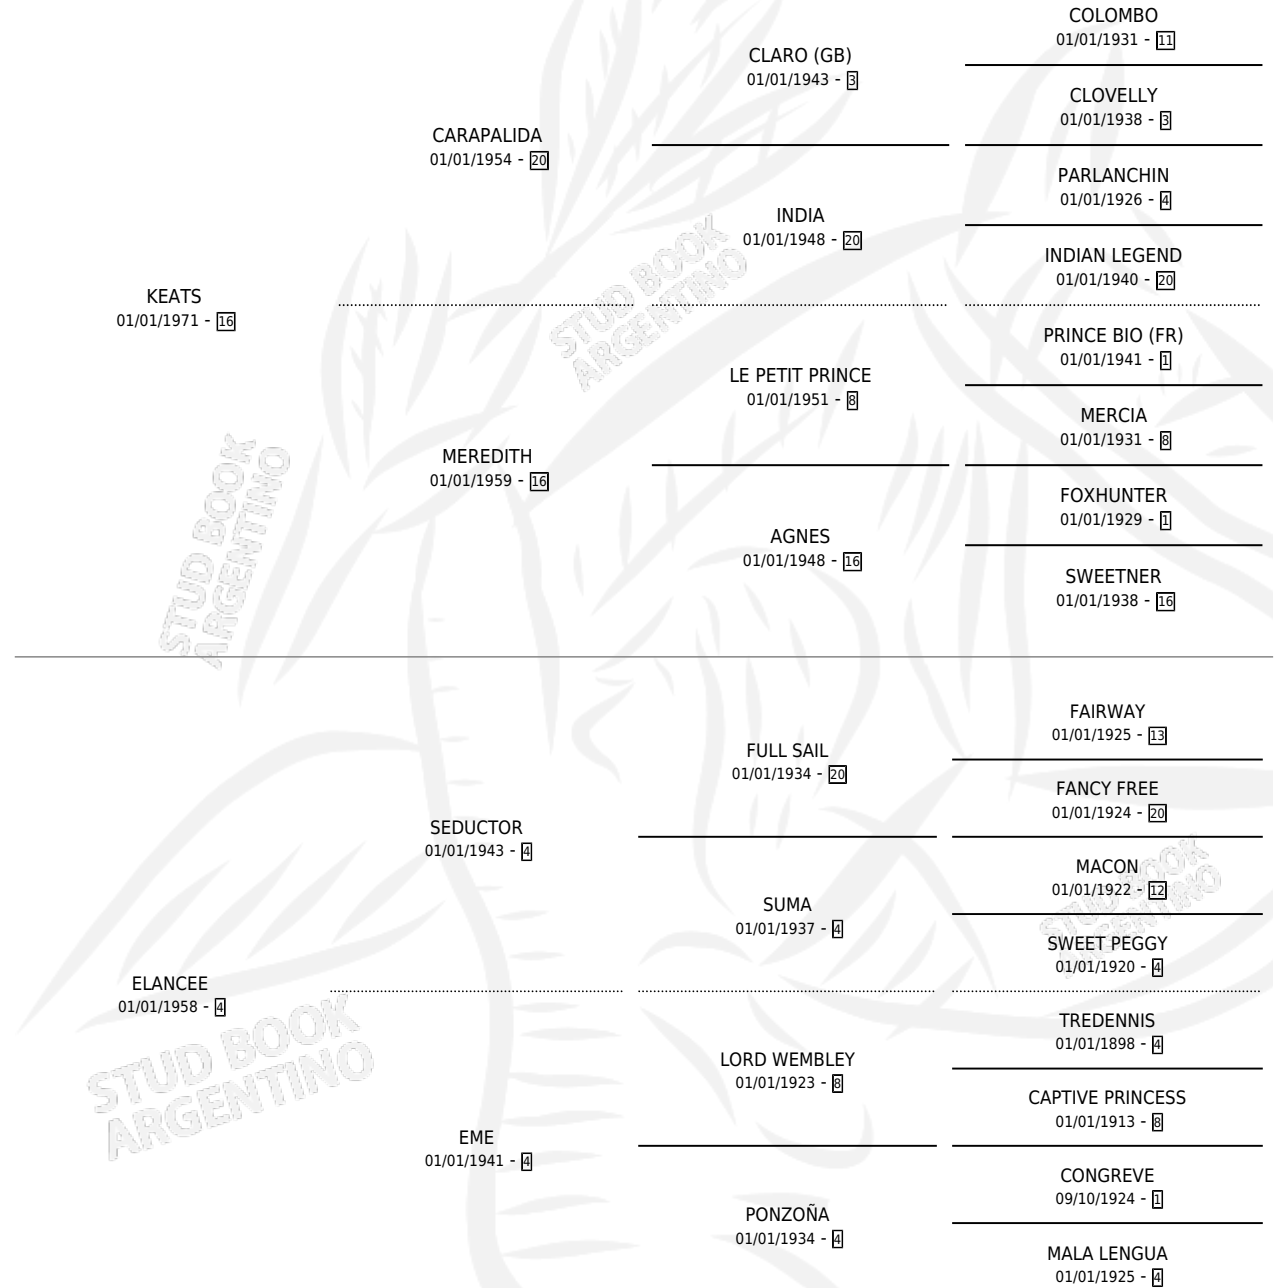 COLOMBO
01/01/1931 - 11
CLARO (GB)
01/01/1943 - 3
CLOVELLY
01/01/1938 - 3
CARAPALIDA
01/01/1954 - 20
PARLANCHIN
01/01/1926 - 4
INDIA
01/01/1948 - 20
INDIAN LEGEND
01/01/1940 - 20
KEATS
01/01/1971 - 16
PRINCE BIO (FR)
01/01/1941 - 1
LE PETIT PRINCE
01/01/1951 - 8
MERCIA
01/01/1931 - 8
MEREDITH
01/01/1959 - 16
FOXHUNTER
01/01/1929 - 1
AGNES
01/01/1948 - 16
SWEETNER
01/01/1938 - 16
FAIRWAY
01/01/1925 - 13
FULL SAIL
01/01/1934 - 20
FANCY FREE
01/01/1924 - 20
SEDUCTOR
01/01/1943 - 4
MACON
01/01/1922 - 12
SUMA
01/01/1937 - 4
SWEET PEGGY
01/01/1920 - 4
ELANCEE
01/01/1958 - 4
TREDENNIS
01/01/1898 - 4
LORD WEMBLEY
01/01/1923 - 8
CAPTIVE PRINCESS
01/01/1913 - 8
EME
01/01/1941 - 4
CONGREVE
09/10/1924 - 1
PONZOÑA
01/01/1934 - 4
MALA LENGUA
01/01/1925 - 4
STUD BOOK
ARGENTINO
STUD BOOK
ARGENTINO
STUD BOOK
ARGENTINO
STUD BOOK
ARGENTINO